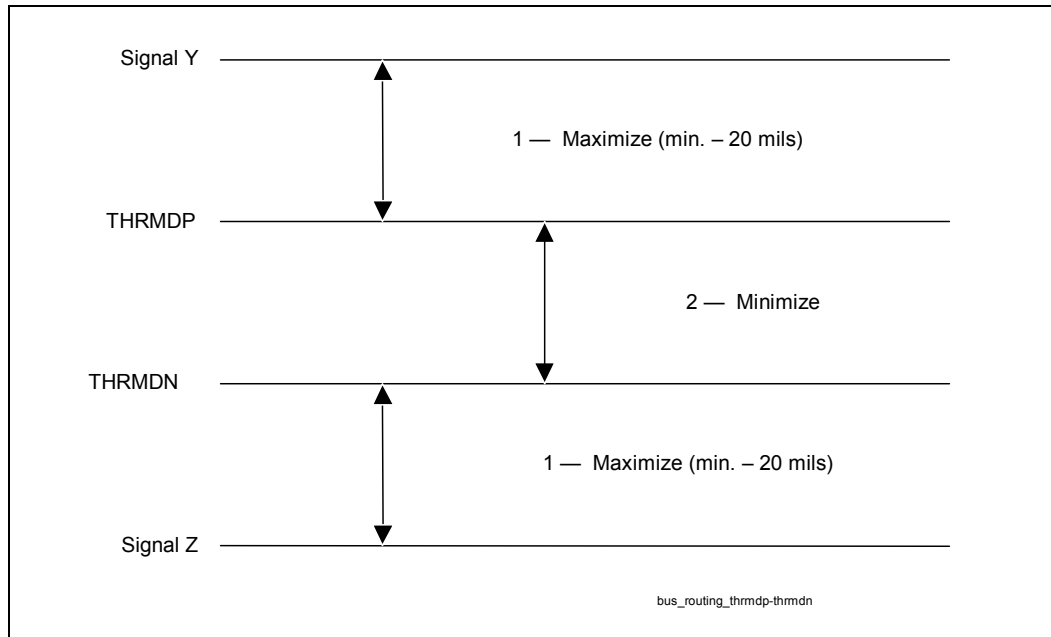 Signal Y
1 — Maximize (min. – 20 mils)
THRMDP
2 — Minimize
THRMDN
1 — Maximize (min. – 20 mils)
Signal Z
bus_routing_thrmdp-thrmdn